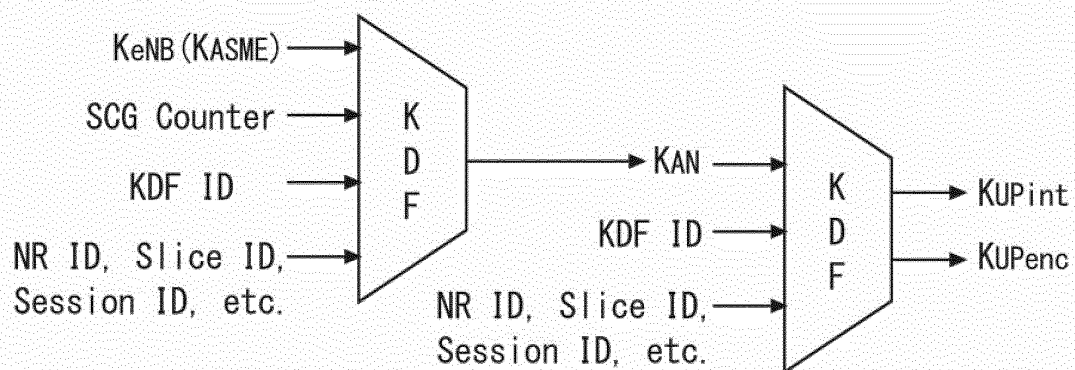 KeNB(KASME)
SCG Counter
KDF ID
NR ID, Slice ID,
Session ID, etc.
K
D
F
KAN
KDF ID
NR ID, Slice ID,
Session ID, etc.
K
D
F
KUPint
KUPenc